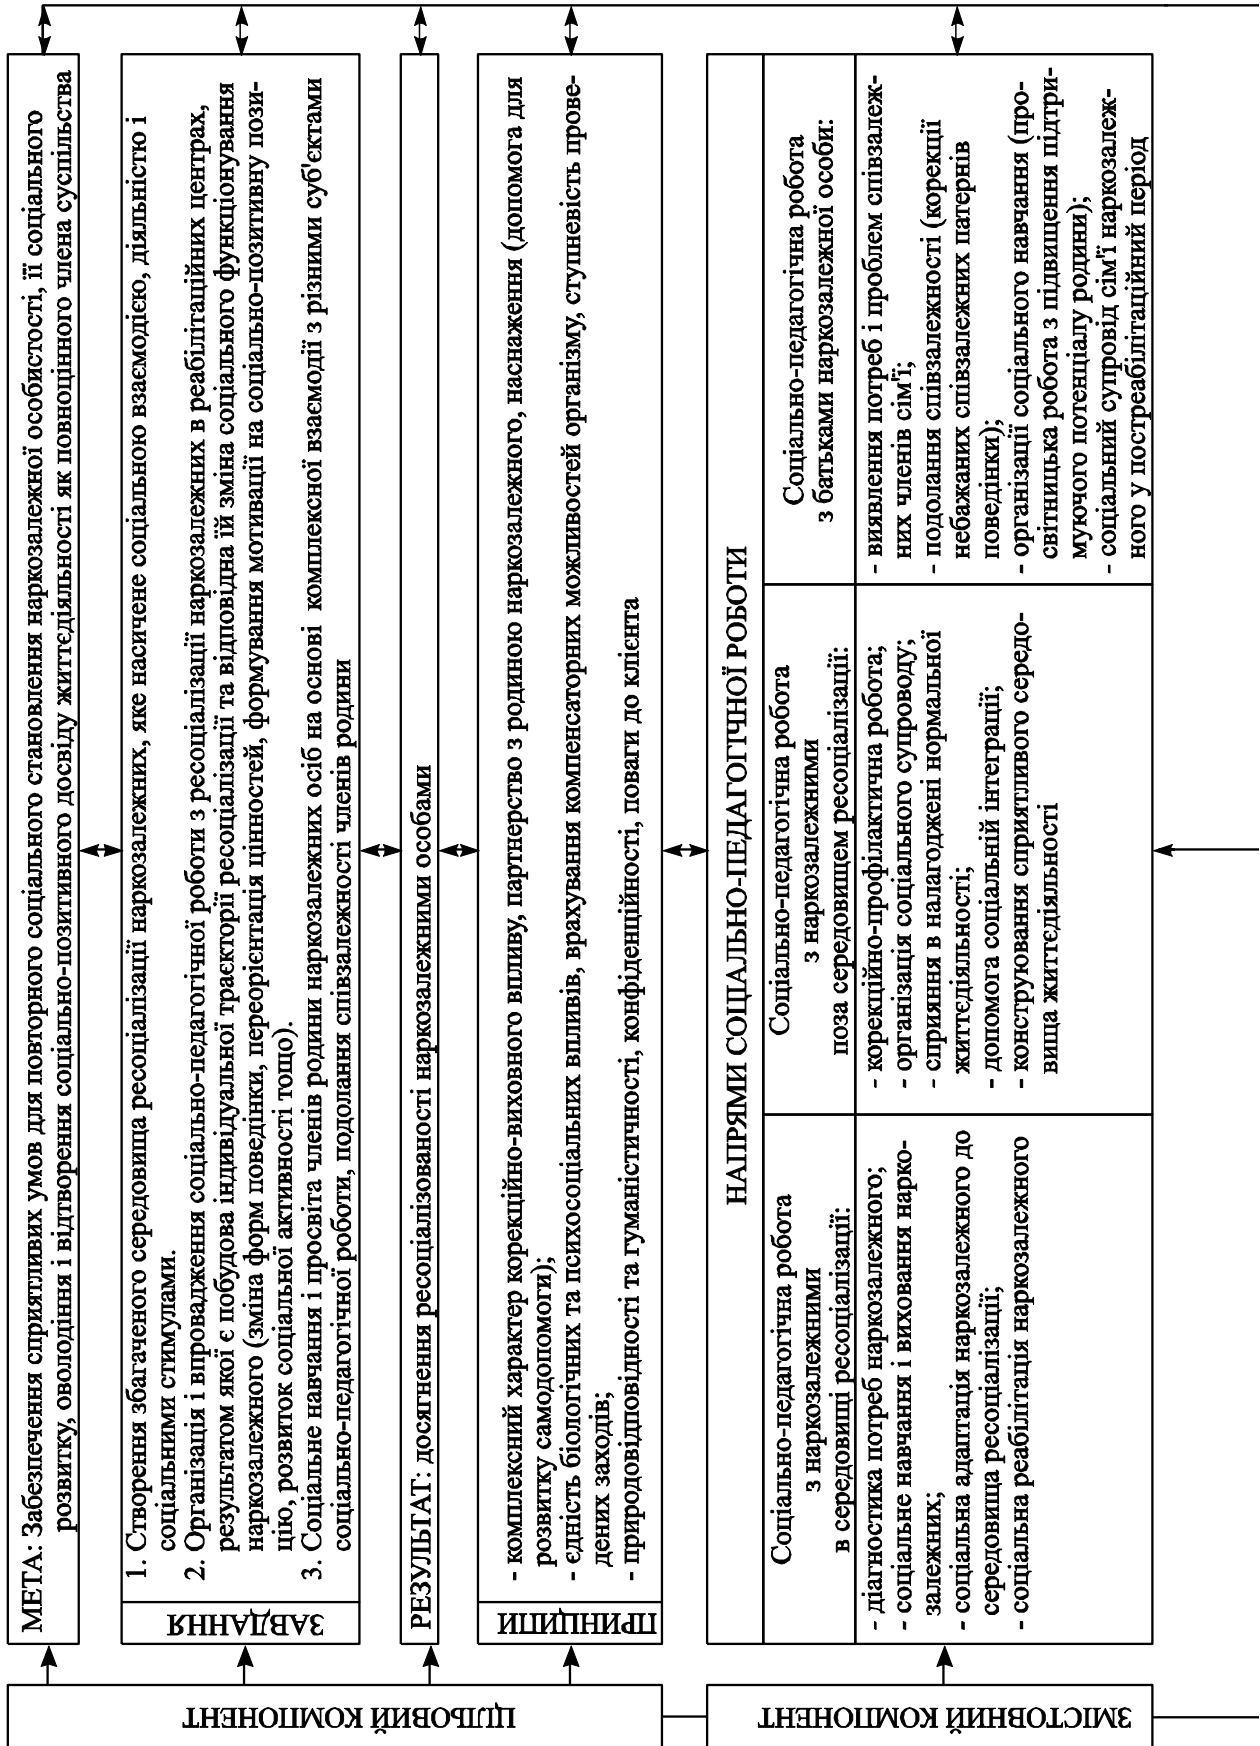 ЦІЛЬОВИЙ КОМПОНЕНТ
МЕТА: Забезпечення сприятливих умов для повторного соціального становлення наркозалежної особистості, її соціального
розвитку, оволодіння і відтворення соціально-позитивного досвіду життєдіяльності як повноцінного члена суспільства
ЗАВДАННЯ
1. Створення збагаченого середовища ресоціалізації наркозалежних, яке насичене соціальною взаємодією, діяльністю і
соціальними стимулами.
2. Організація і впровадження соціально-педагогічної роботи з ресоціалізації наркозалежних в реабілітаційних центрах,
результатом якої є побудова індивідуальної траєкторії ресоціалізації та відповідна їй зміна соціального функціонування
наркозалежного (зміна форм поведінки, переорієнтація цінностей, формування мотивації на соціально-позитивну пози-
цію, розвиток соціальної активності тощо).
3. Соціальне навчання і просвіта членів родини наркозалежних осіб на основі комплексної взаємодії з різними суб'єктами
соціально-педагогічної роботи, подолання співзалежності членів родини
РЕЗУЛЬТАТ: досягнення ресоціалізованості наркозалежними особами
ПРИНЦИПИ
- комплексний характер корекційно-виховного впливу, партнерство з родиною наркозалежного, наснаження (допомога для
розвитку самодопомоги);
- єдність біологічних та психосоціальних впливів, врахування компенсаторних можливостей організму, ступневість прове-
дених заходів;
- природовідповідності та гуманістичності, конфіденційності, поваги до клієнта
ЗМІСТОВНИЙ КОМПОНЕНТ
НАПРЯМИ СОЦІАЛЬНО-ПЕДАГОГІЧНОЇ РОБОТИ
Соціально-педагогічна робота
з наркозалежними
в середовищі ресоціалізації:
- діагностика потреб наркозалежного;
- соціальне навчання і виховання нарко-
залежних;
- соціальна адаптація наркозалежного до
середовища ресоціалізації;
- соціальна реабілітація наркозалежного
Соціально-педагогічна робота
з наркозалежними
поза середовищем ресоціалізації:
- корекційно-профілактична робота;
- організація соціального супроводу;
- сприяння в налагоджені нормальної
життєдіяльності;
- допомога соціальній інтеграції;
- конструювання сприятливого середо-
вища життєдіяльності
Соціально-педагогічна робота
з батьками наркозалежної особи:
- виявлення потреб і проблем співзалеж-
них членів сім'ї;
- подолання співзалежності (корекції
небажаних співзалежних патернів
поведінки);
- організації соціального навчання (про-
світницька робота з підвищення підтри-
муючого потенціалу родини);
- соціальний супровід сім'ї наркозалеж-
ного у постреабілітаційний період